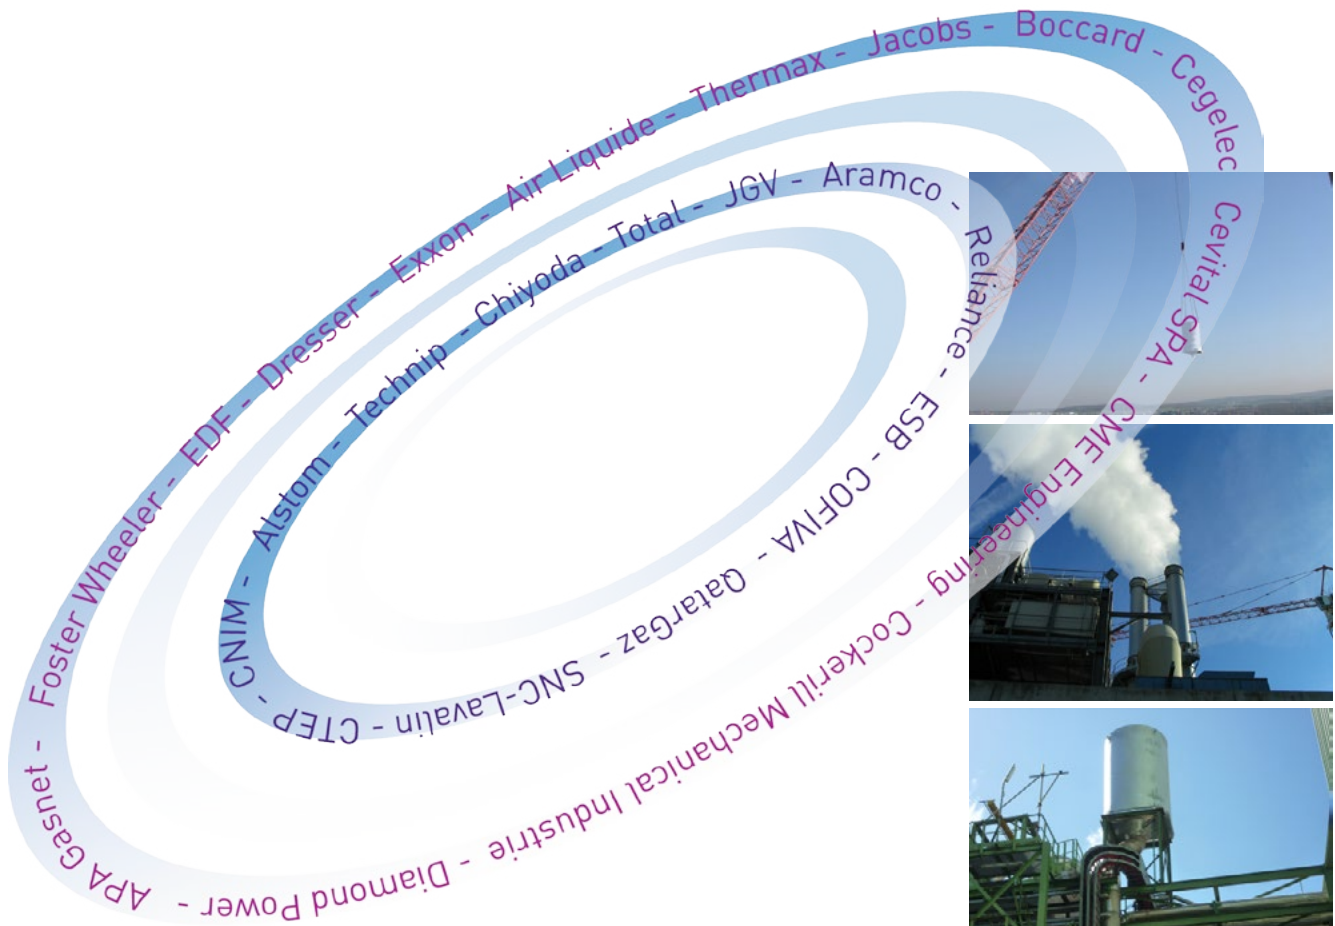 APA Gasnet - Foster Wheeler - EDF - Dresser - Exxon - Air Liquide - Thermax - Jacobs - Boccard - Cegelec Cevital SPA - CME Engineering - Cockerill Mechanical Industrie - Diamond Power -
CNIM - Alstom - Technip - Chiyoda - Total - JGV - Aramco - Reliance - ESB - COFIVA - QatarGaz - SNC-Lavalin - CTEP -